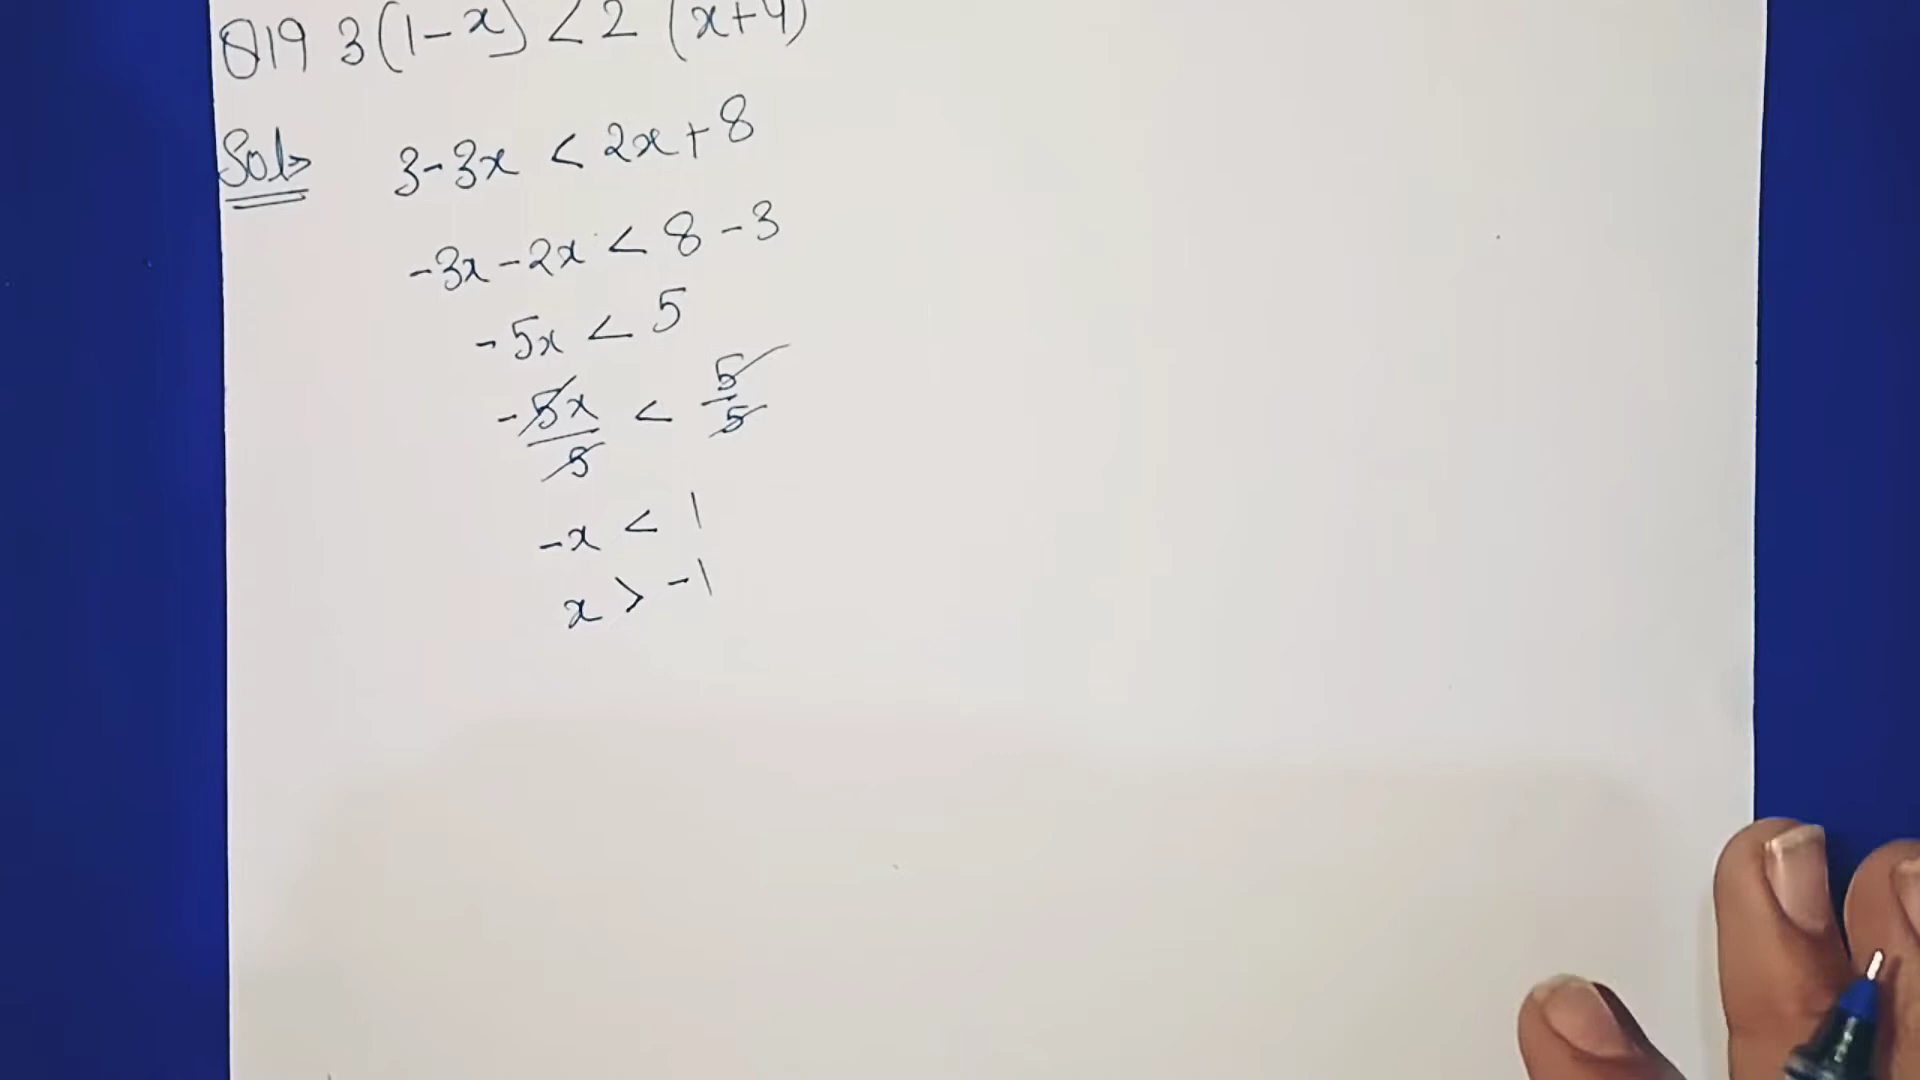 Q19 3(1-x) < 2 (x+4)
Sol> 3-3x < 2x+8
-3x-2x < 8-3
-5x < 5
-5x/5 < 5/5
-x < 1
x > -1